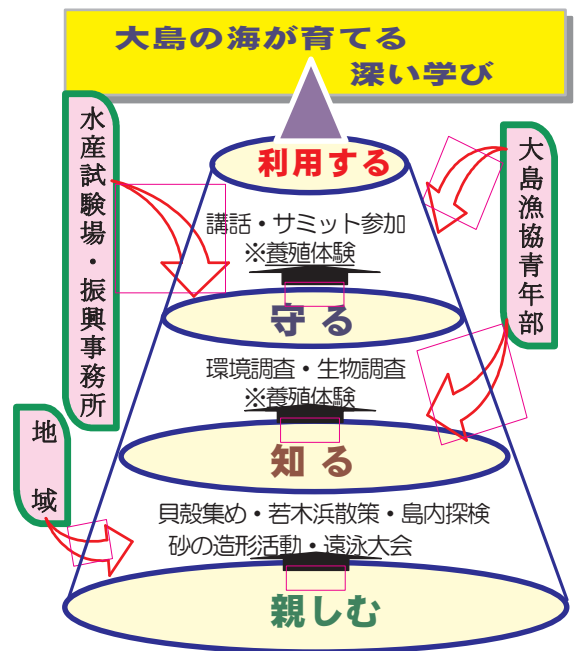 大島の海が育てる
深い学び
水産試験場・振興事務所
大島漁協青年部
利用する
講話・サミット参加
※養殖体験
守る
環境調査・生物調査
※養殖体験
地域
知る
貝殻集め・若木浜散策・島内探検
砂の造形活動・遠泳大会
親しむ